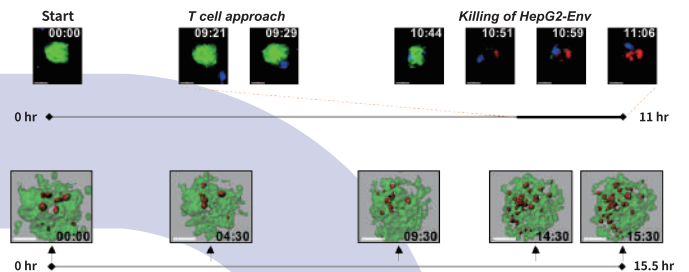 Start
T cell approach
Killing of HepG2-Env
00:00
09:21
09:29
10:44
10:51
10:59
11:06
0 hr
11 hr
00:00
04:30
09:30
14:30
15:30
0 hr
15.5 hr